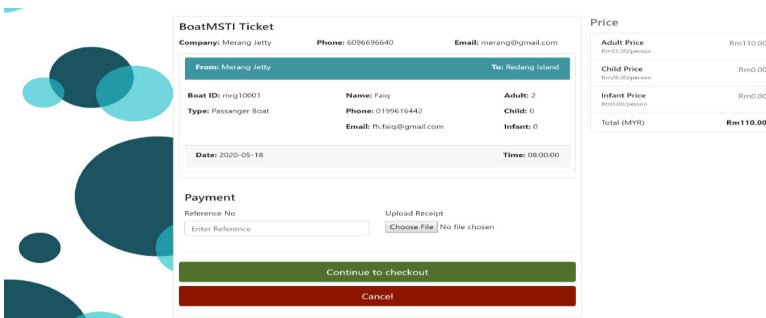 BoatMSTI Ticket
Company: Merang Jetty Phone: 6096696640 Email: merang@gmail.com
From: Merang Jetty To: Redang Island
Boat ID: mrg10001 Name: Faiq Adult: 2
Type: Passanger Boat Phone: 0199616442 Child: 0
Email: fh.faiq@gmail.com Infant: 0
Date: 2020-05-18 Time: 08:00:00
Payment
Reference No Upload Receipt
Enter Reference Choose File No file chosen
Continue to checkout
Cancel
Price
Adult Price Rm110.00
Rm55.00/person
Child Price Rm0.00
Rm28.00/person
Infant Price Rm0.00
Rm0.00/person
Total (MYR) Rm110.00